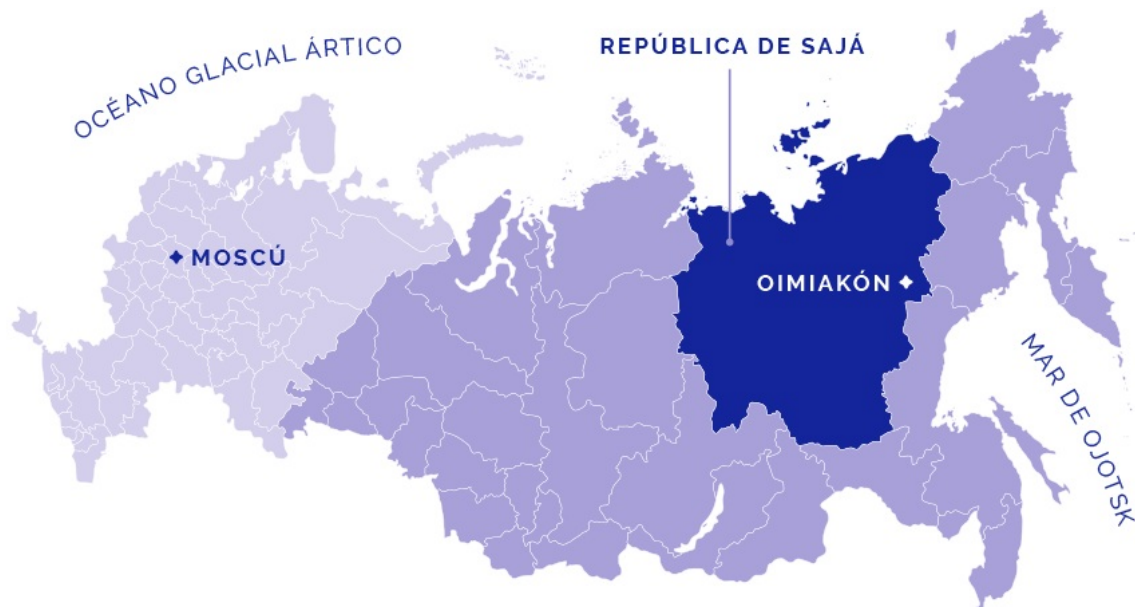 OCÉANO GLACIAL ÁRTICO
REPÚBLICA DE SAJÁ
MOSCÚ
OIMIAKÓN
MAR DE OJOTSK